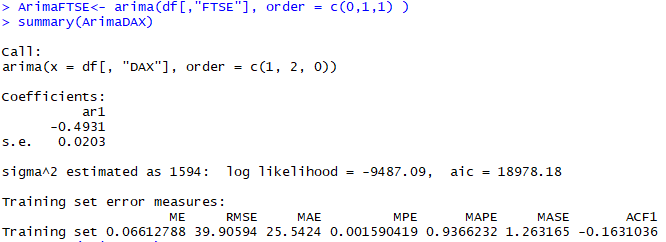 > ArimaFTSE<- arima(df[,"FTSE"], order = c(0,1,1) )
> summary(ArimaDAX)
Call:
arima(x = df[, "DAX"], order = c(1, 2, 0))
Coefficients:
ar1
-0.4931
s.e. 0.0203
sigma^2 estimated as 1594: log likelihood = -9487.09, aic = 18978.18
Training set error measures:
ME RMSE MAE MPE MAPE MASE ACF1
Training set 0.06612788 39.90594 25.5424 0.001590419 0.9366232 1.263165 -0.1631036